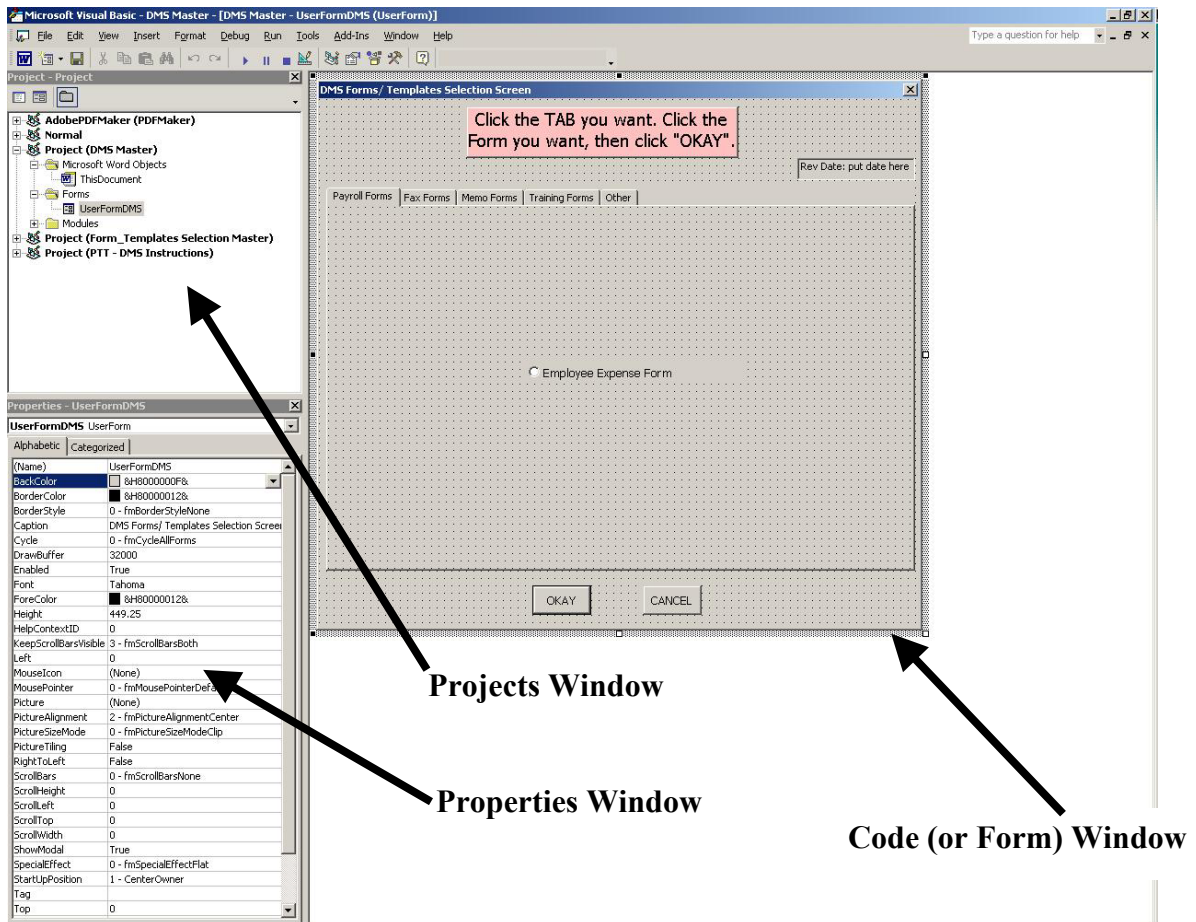 Microsoft Visual Basic - DMS Master - [DMS Master - UserFormDMS (UserForm)]
File Edit View Insert Format Debug Run Tools Add-Ins Window Help
Type a question for help
Project - Project
AdobePDFMaker (PDFMaker)
Normal
Project (DMS Master)
Microsoft Word Objects
ThisDocument
Forms
UserFormDMS
Modules
Project (Form_Templates Selection Master)
Project (PTT - DMS Instructions)
DMS Forms/ Templates Selection Screen
Click the TAB you want. Click the
Form you want, then click "OKAY".
Rev Date: put date here
Payroll Forms Fax Forms Memo Forms Training Forms Other
Employee Expense Form
OKAY CANCEL
Properties - UserFormDMS
UserFormDMS UserForm
Alphabetic Categorized
(Name) UserFormDMS
BackColor &H8000000F&
BorderColor &H80000012&
BorderStyle 0 - fmBorderStyleNone
Caption DMS Forms/ Templates Selection Screen
Cycle 0 - fmCycleAllForms
DrawBuffer 32000
Enabled True
Font Tahoma
ForeColor &H80000012&
Height 449.25
HelpContextID 0
KeepScrollBarsVisible 3 - fmScrollBarsBoth
Left 0
MouseIcon (None)
MousePointer 0 - fmMousePointerDefa
Picture (None)
PictureAlignment 2 - fmPictureAlignmentCenter
PictureSizeMode 0 - fmPictureSizeModeClip
PictureTiling False
RightToLeft False
ScrollBars 0 - fmScrollBarsNone
ScrollHeight 0
ScrollLeft 0
ScrollTop 0
ScrollWidth 0
ShowModal True
SpecialEffect 0 - fmSpecialEffectFlat
StartUpPosition 1 - CenterOwner
Tag
Top 0
Projects Window
Properties Window
Code (or Form) Window